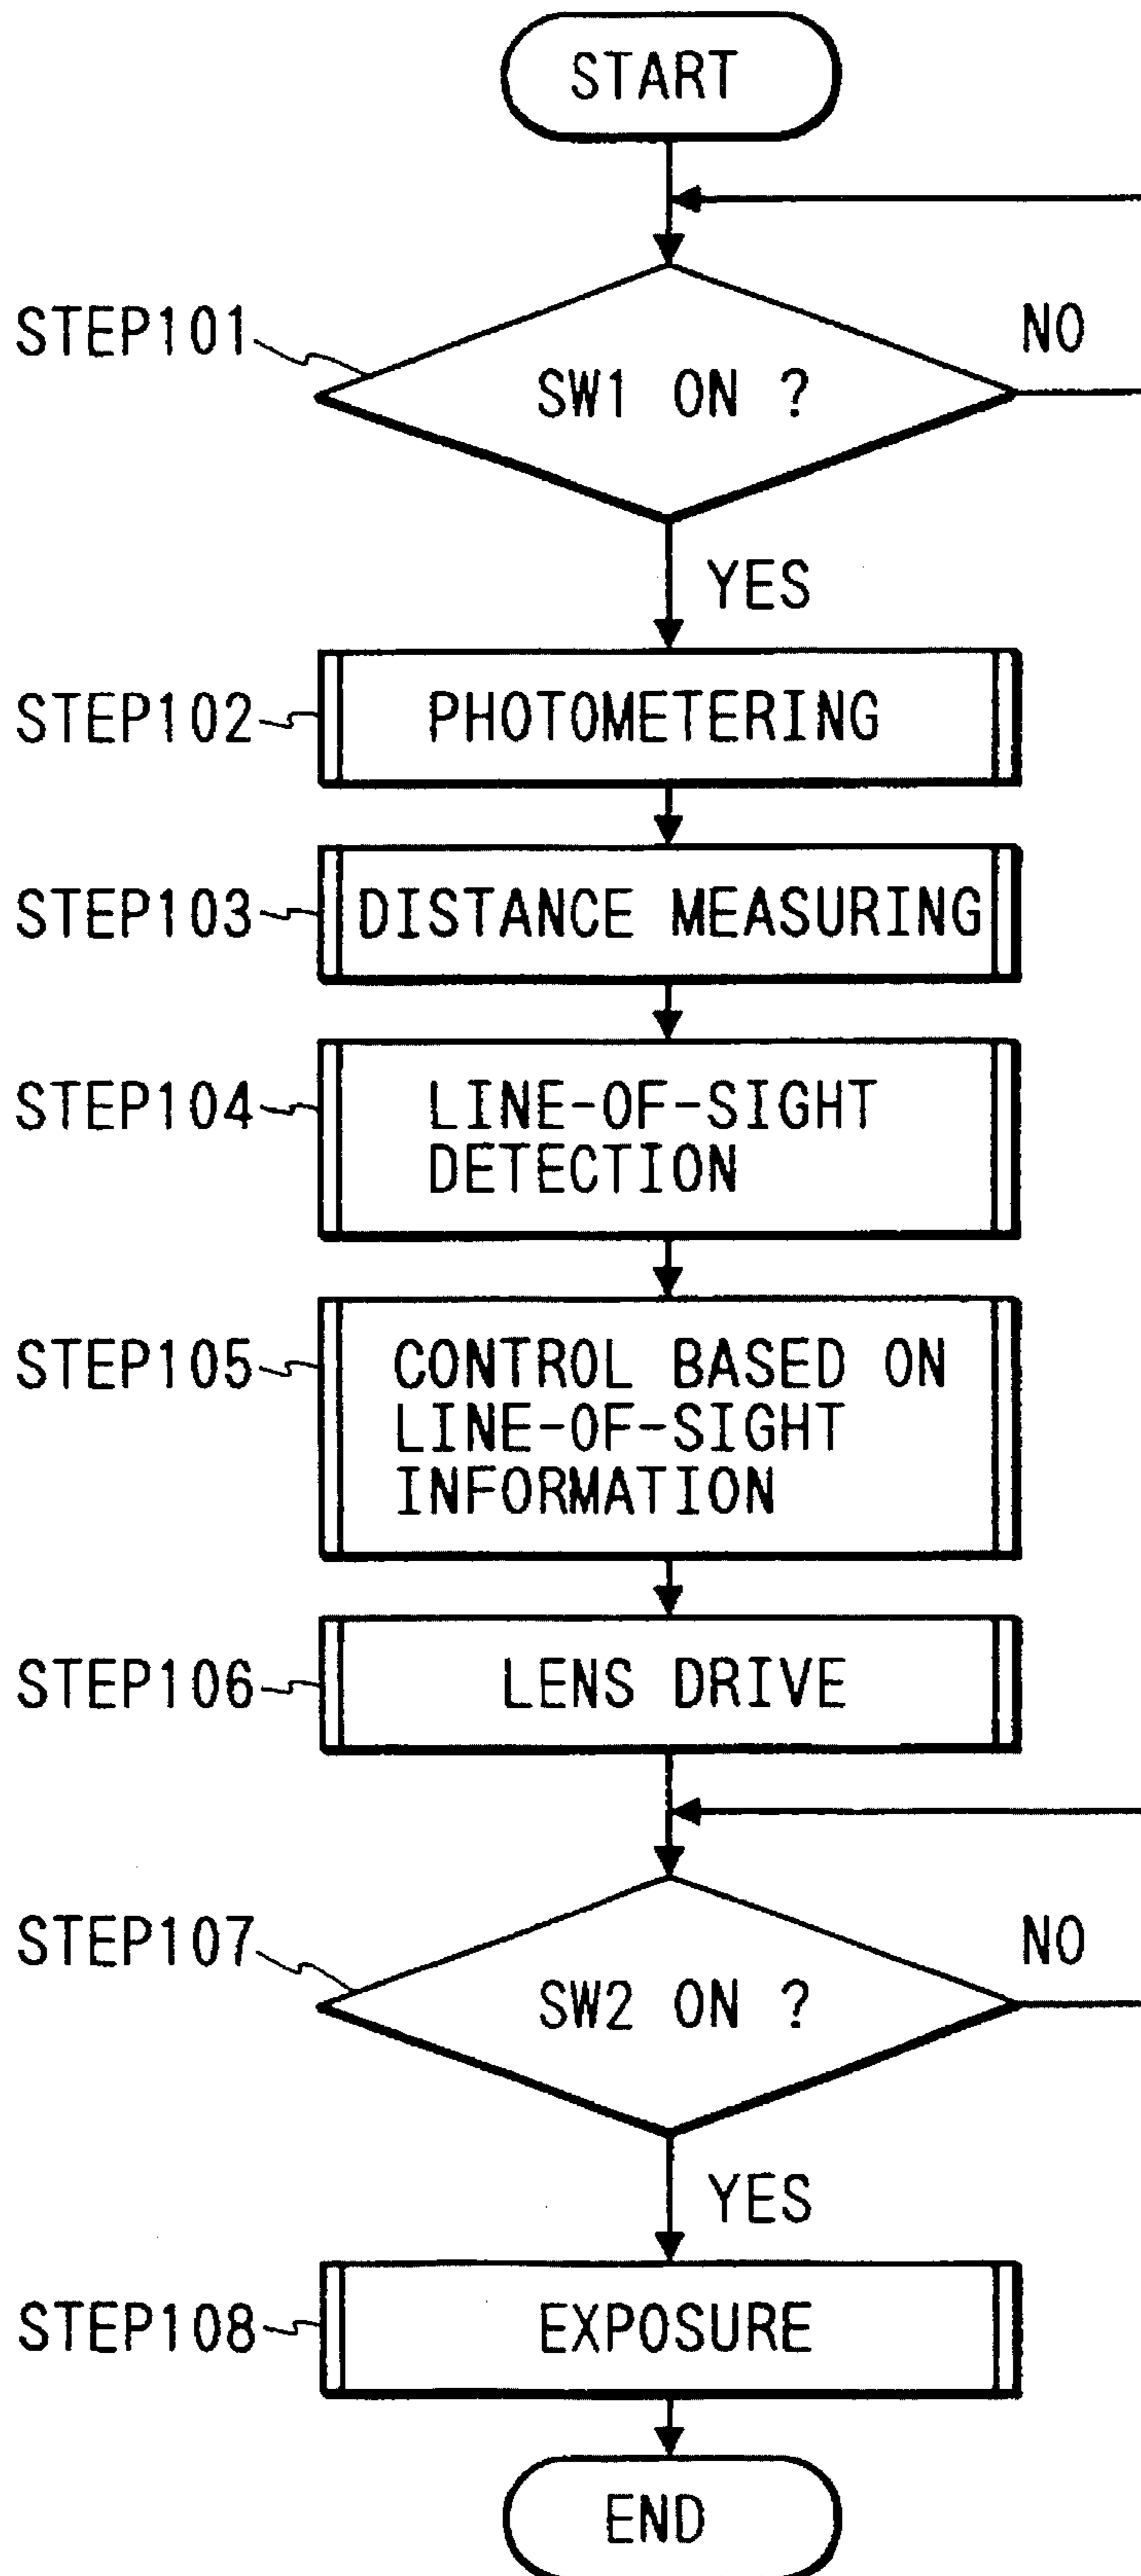 START
STEP101
SW1 ON ?
NO
YES
STEP102
PHOTOMETERING
STEP103
DISTANCE MEASURING
STEP104
LINE-OF-SIGHT
DETECTION
STEP105
CONTROL BASED ON
LINE-OF-SIGHT
INFORMATION
STEP106
LENS DRIVE
STEP107
SW2 ON ?
NO
YES
STEP108
EXPOSURE
END